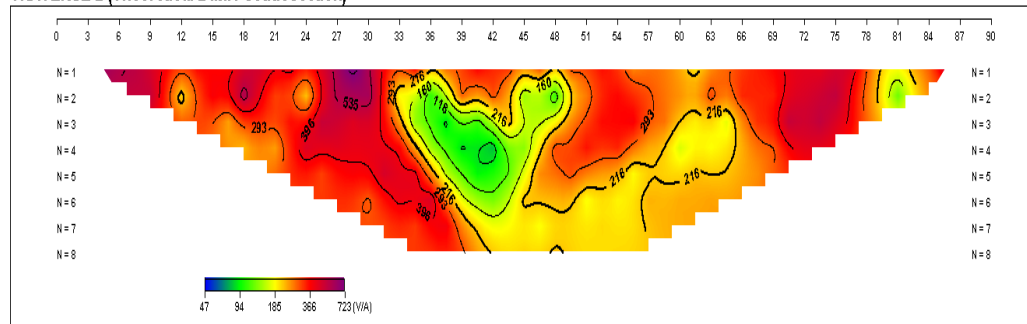 0 3 6 9 12 15 18 21 24 27 30 33 36 39 42 45 48 51 54 57 60 63 66 69 72 75 78 81 84 87 90
N = 1 216 160 N = 1
N = 2 535 293 160 118 N = 2
N = 3 293 396 216 293 216 N = 3
N = 4 N = 4
N = 5 216 216 216 N = 5
N = 6 396 293 N = 6
N = 7 N = 7
N = 8 N = 8
47 94 185 366 723 (V/A)